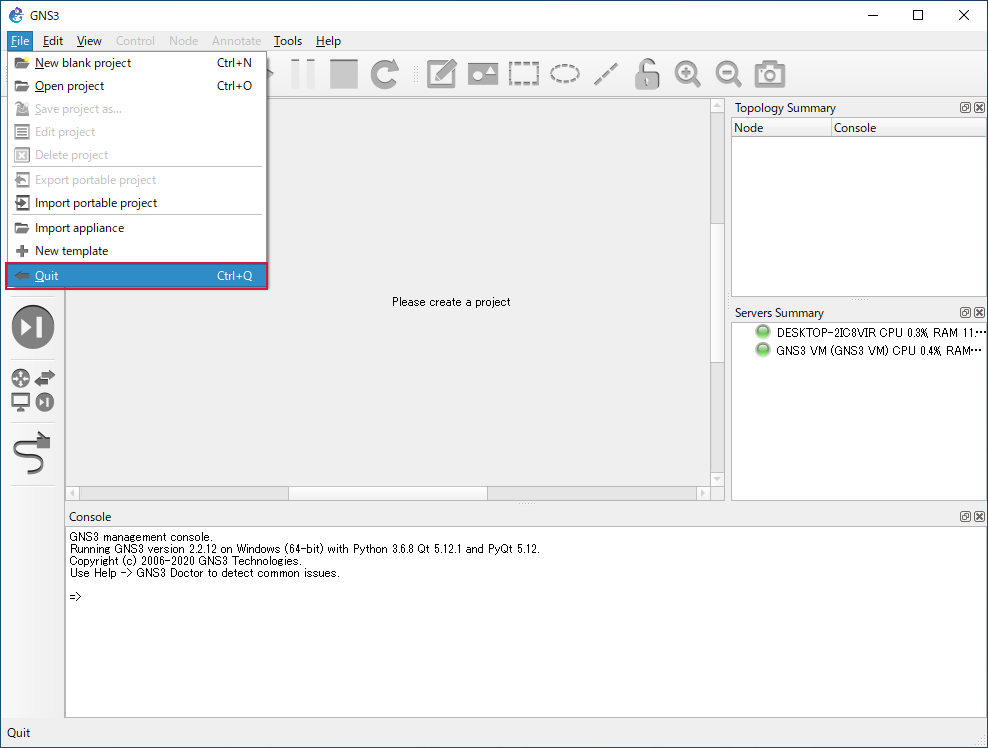 GNS3
File Edit View Control Node Annotate Tools Help
New blank project Ctrl+N
Open project Ctrl+O
Save project as...
Edit project
Delete project
Export portable project
Import portable project
Import appliance
New template
Quit Ctrl+Q
Please create a project
Topology Summary
Node Console
Servers Summary
DESKTOP-2IC8VIR CPU 0.3%, RAM 11.…
GNS3 VM (GNS3 VM) CPU 0.4%, RAM…
Console
GNS3 management console.
Running GNS3 version 2.2.12 on Windows (64-bit) with Python 3.6.8 Qt 5.12.1 and PyQt 5.12.
Copyright (c) 2006-2020 GNS3 Technologies.
Use Help -> GNS3 Doctor to detect common issues.
=>
Quit